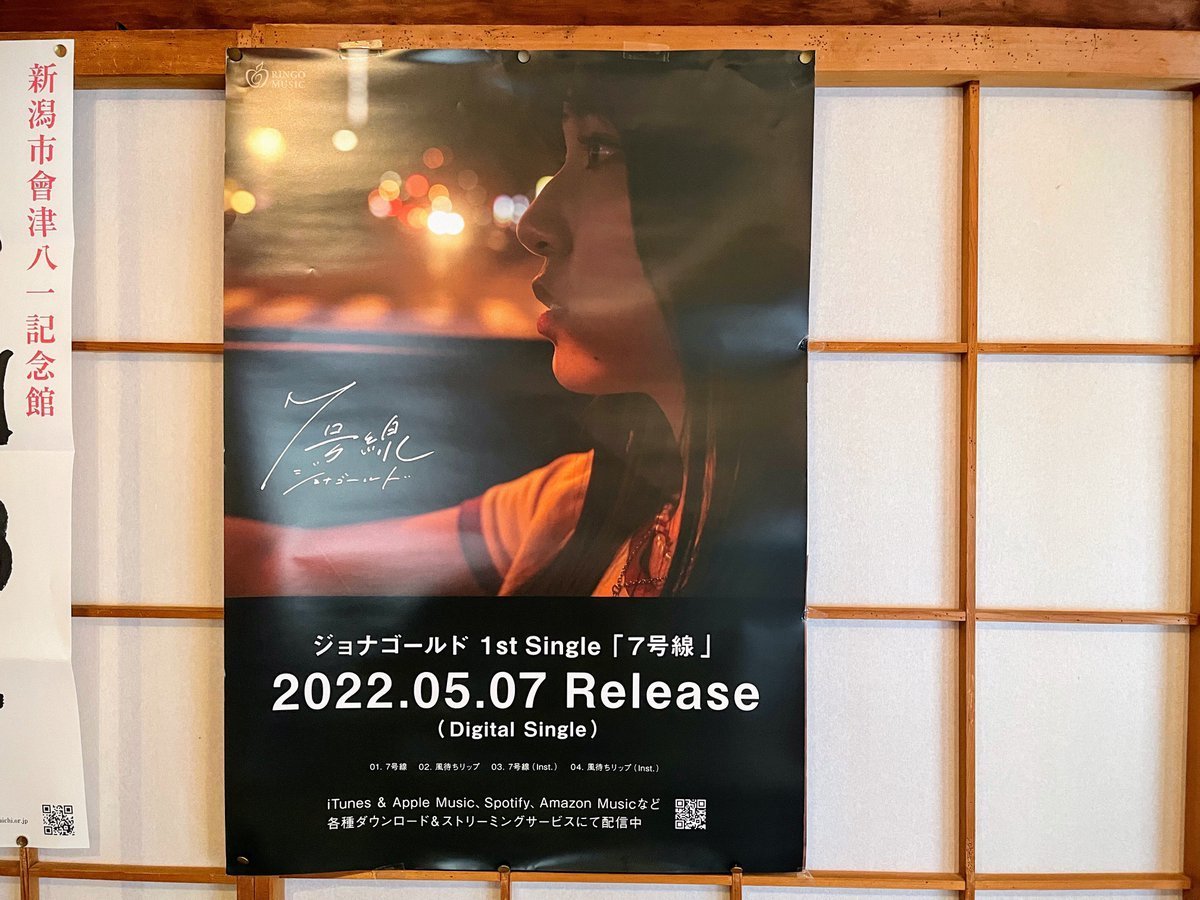 新潟市會津八一記念館
aichi.or.jp
RINGO
MUSIC
7号線
ジョナゴールド
ジョナゴールド 1st Single「7号線」
2022.05.07 Release
(Digital Single)
01. 7号線 02. 風待ちリップ 03. 7号線 (Inst.) 04. 風待ちリップ (Inst.)
iTunes & Apple Music、Spotify、Amazon Musicなど
各種ダウンロード&ストリーミングサービスにて配信中